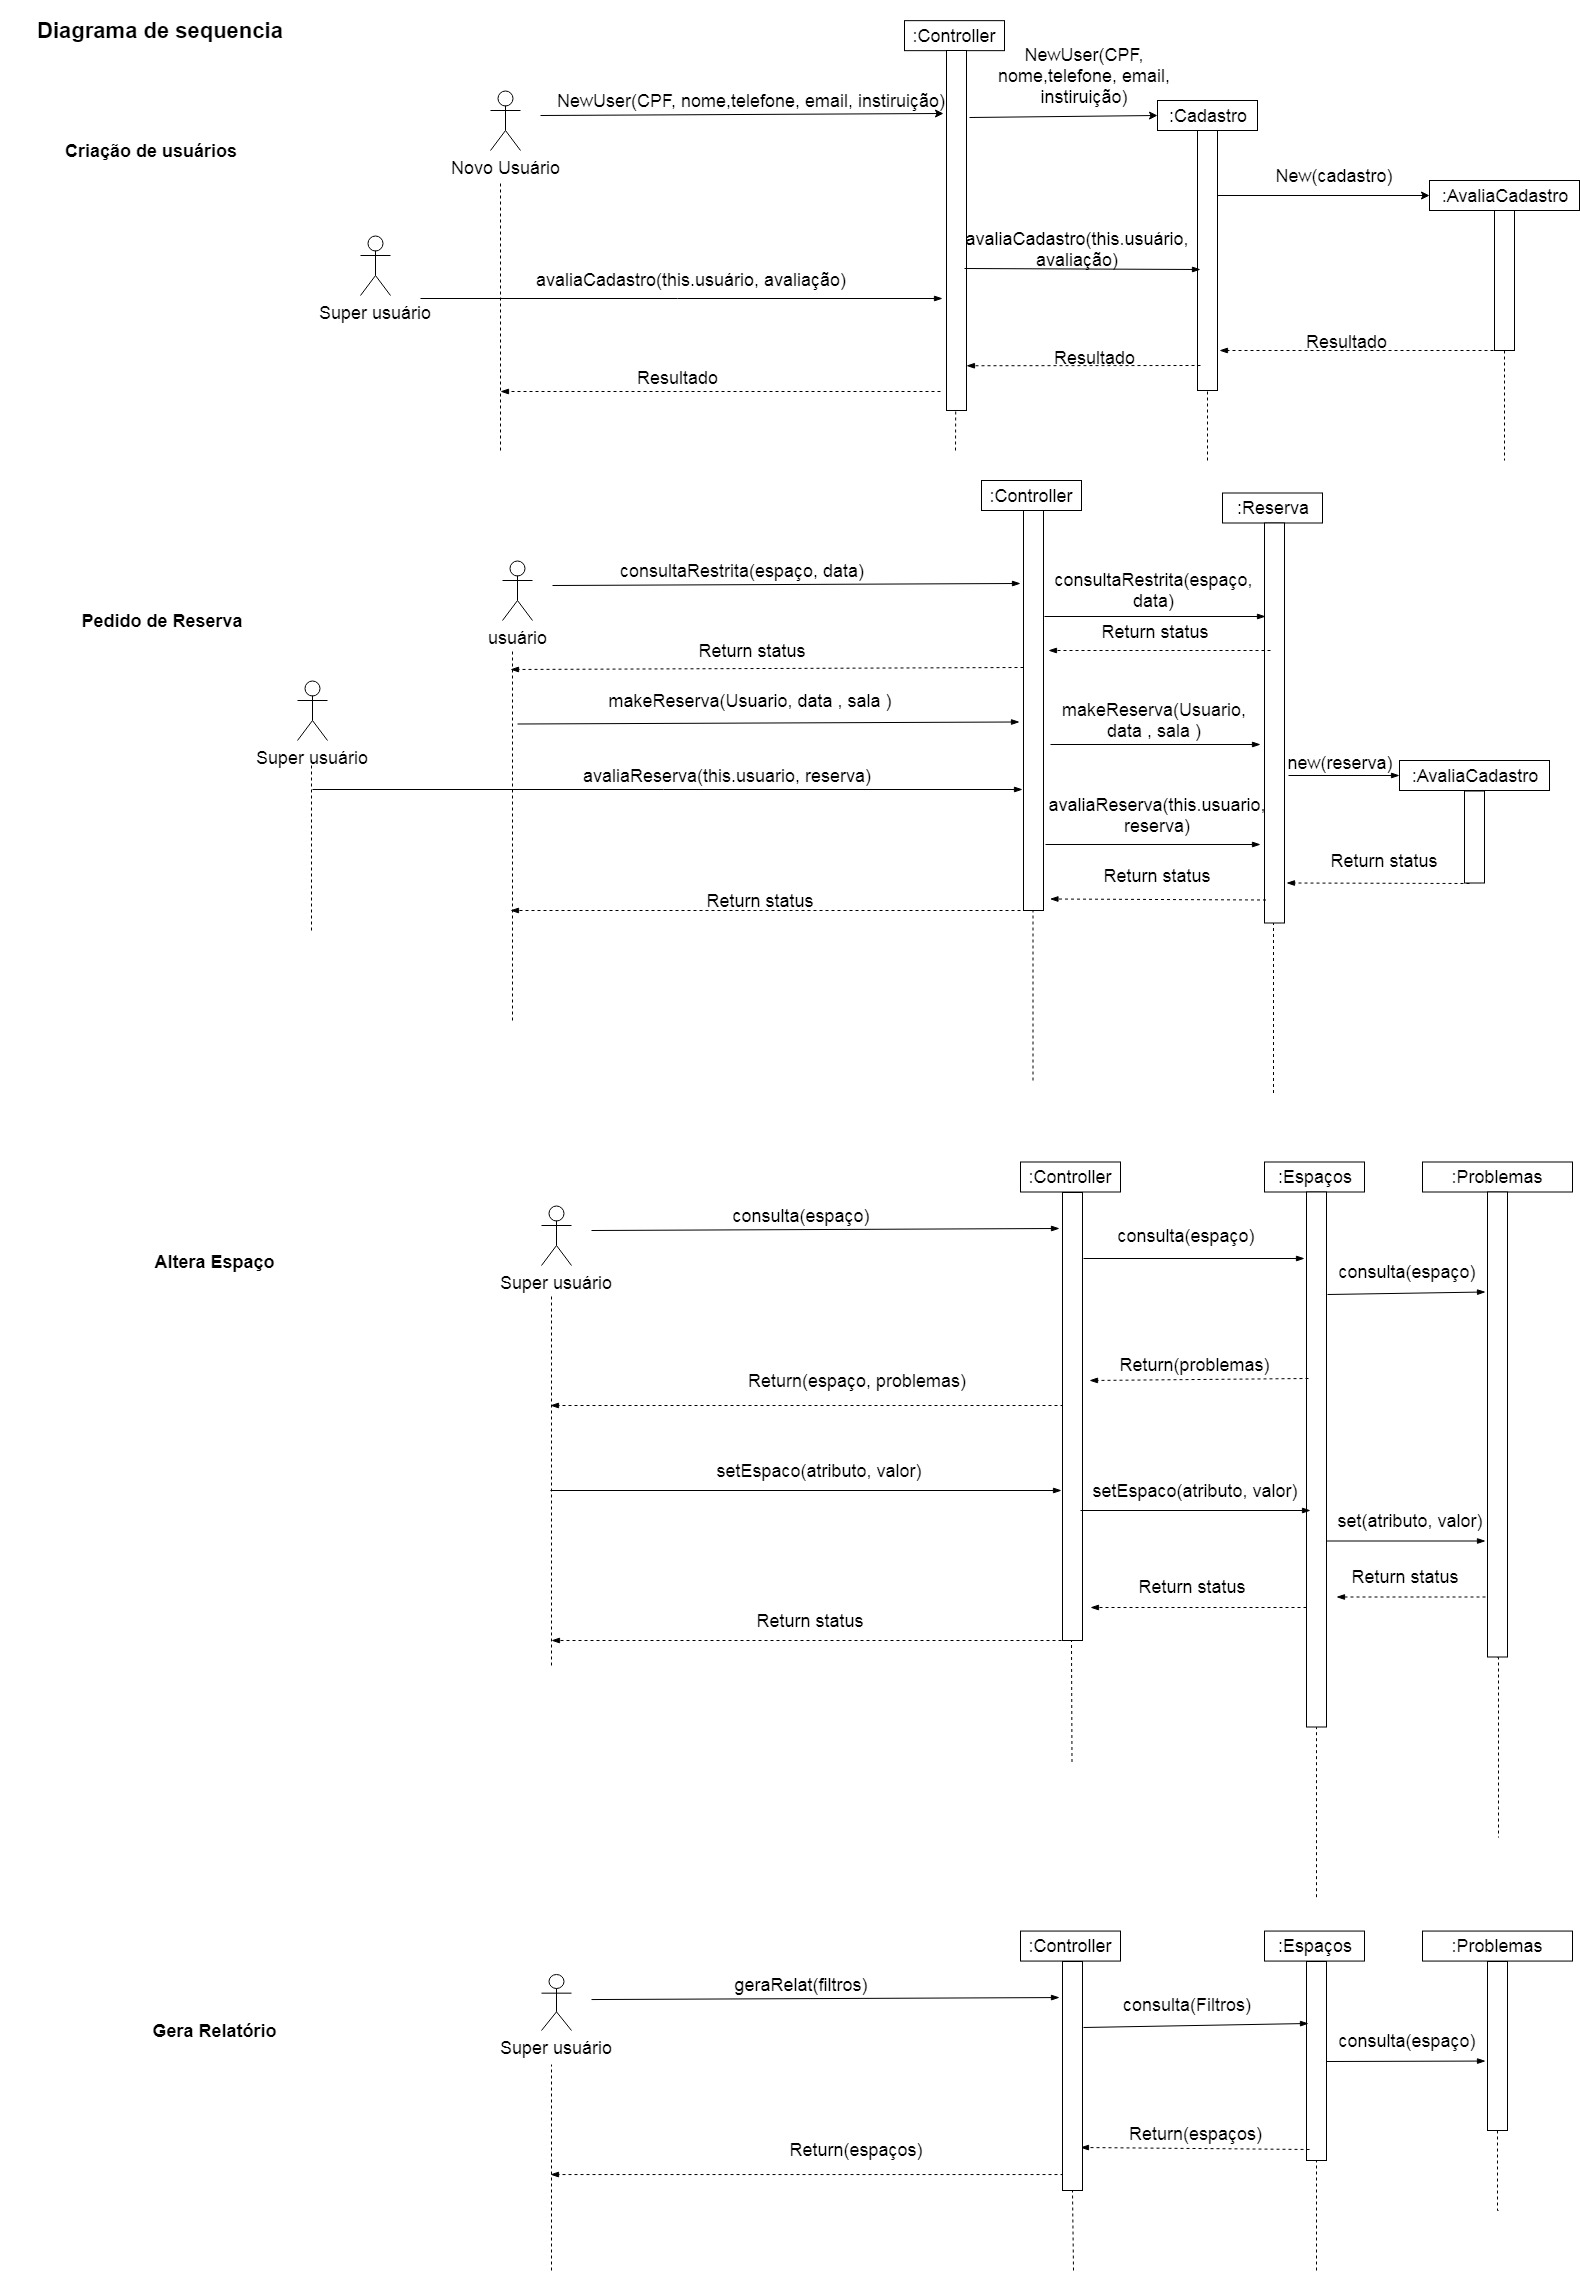 Diagrama de sequencia
:Controller
NewUser(CPF,
nome,telefone, email,
instiruição)
NewUser(CPF, nome,telefone, email, instiruição)
:Cadastro
Criação de usuários
Novo Usuário
New(cadastro)
:AvaliaCadastro
avaliaCadastro(this.usuário,
avaliação)
avaliaCadastro(this.usuário, avaliação)
Super usuário
Resultado
Resultado
Resultado
:Controller
:Reserva
consultaRestrita(espaço, data)
consultaRestrita(espaço,
data)
Pedido de Reserva
usuário
Return status
Return status
makeReserva(Usuario, data , sala )
makeReserva(Usuario,
data , sala )
Super usuário
new(reserva)
:AvaliaCadastro
avaliaReserva(this.usuario, reserva)
avaliaReserva(this.usuario,
reserva)
Return status
Return status
Return status
:Controller
:Espaços
:Problemas
consulta(espaço)
consulta(espaço)
Altera Espaço
consulta(espaço)
Super usuário
Return(problemas)
Return(espaço, problemas)
setEspaco(atributo, valor)
setEspaco(atributo, valor)
set(atributo, valor)
Return status
Return status
Return status
:Controller
:Espaços
:Problemas
geraRelat(filtros)
consulta(Filtros)
Gera Relatório
consulta(espaço)
Super usuário
Return(espaços)
Return(espaços)